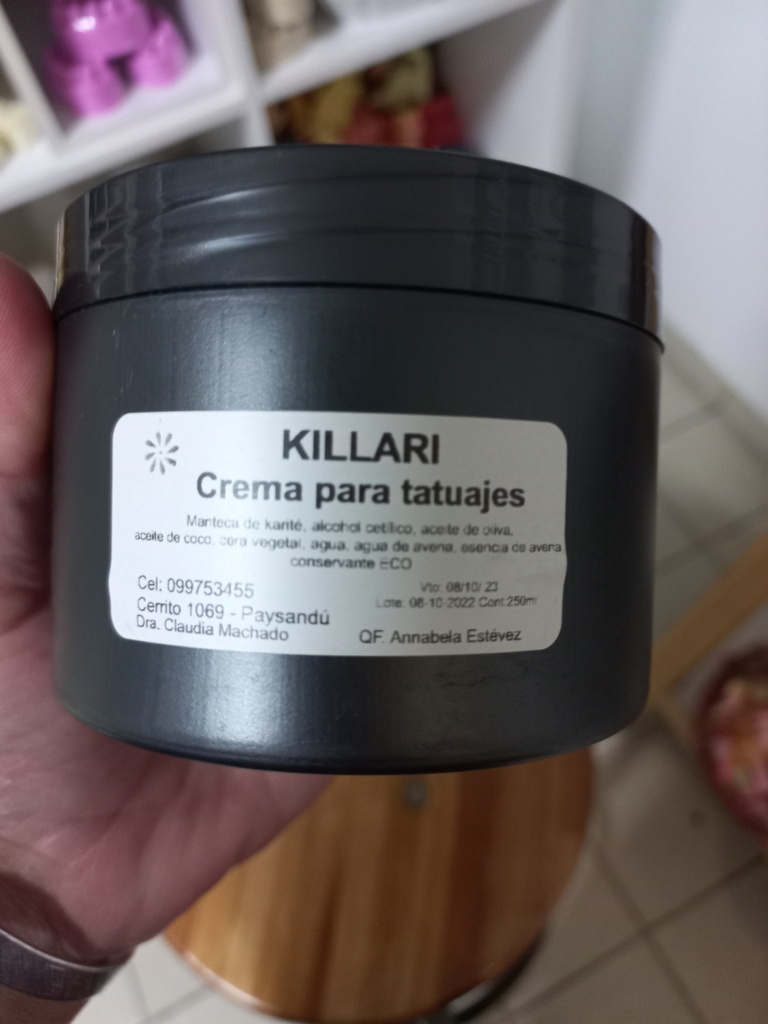 KILLARI
Crema para tatuajes
Manteca de karité, alcohol cetílico, aceite de oliva,
aceite de coco, cera vegetal, agua, agua de avena, esencia de avena
conservante ECO
Cel: 099753455
Cerrito 1069 - Paysandú
Dra. Claudia Machado
Vto: 08/10/ 23
Lote: 08-10-2022 Cont:250ml
QF. Annabela Estévez